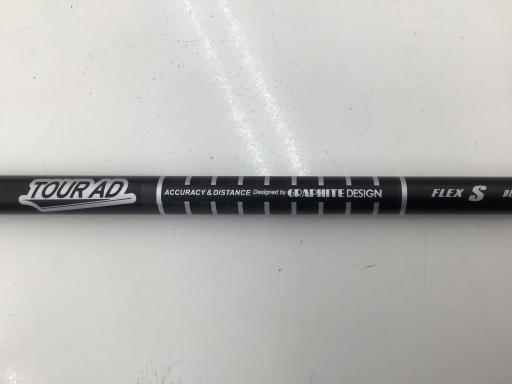 TOUR AD ACCURACY & DISTANCE Designed by GRAPHITE DESIGN FLEX S